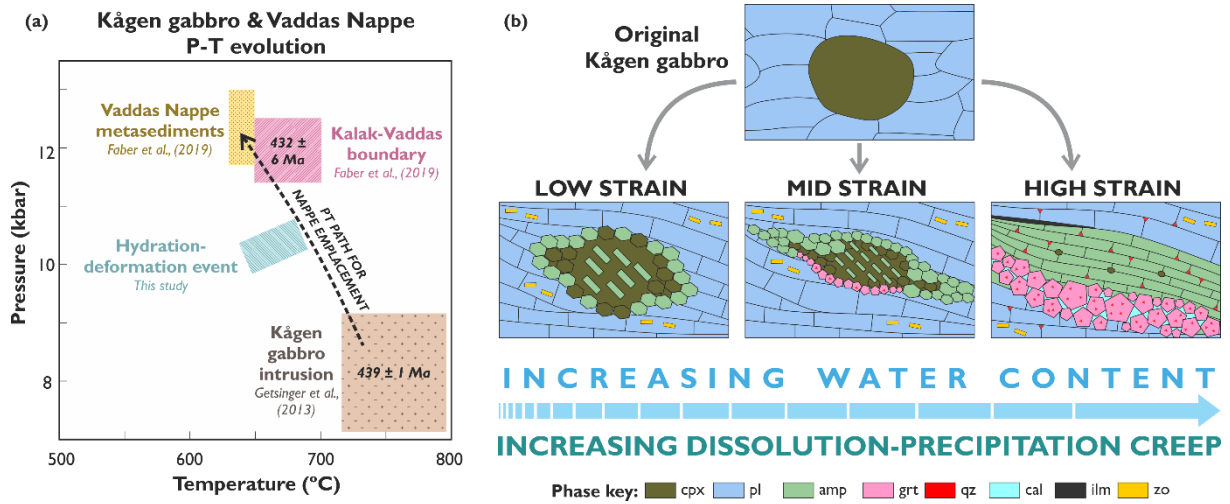 (a)
Kågen gabbro & Vaddas Nappe
P-T evolution
Pressure (kbar)
12
10
8
500
600
700
800
Temperature (ºC)
Vaddas Nappe
metasediments
Faber et al., (2019)
432 ±
6 Ma
Kalak-Vaddas
boundary
Faber et al., (2019)
Hydration-
deformation event
This study
PT PATH FOR
NAPPE EMPLACEMENT
Kågen
gabbro
intrusion
Getsinger et al.,
(2013)
439 ± 1 Ma
(b)
Original
Kågen gabbro
LOW STRAIN
MID STRAIN
HIGH STRAIN
INCREASING WATER CONTENT
INCREASING DISSOLUTION-PRECIPITATION CREEP
Phase key: cpx pl amp grt qz cal ilm zo